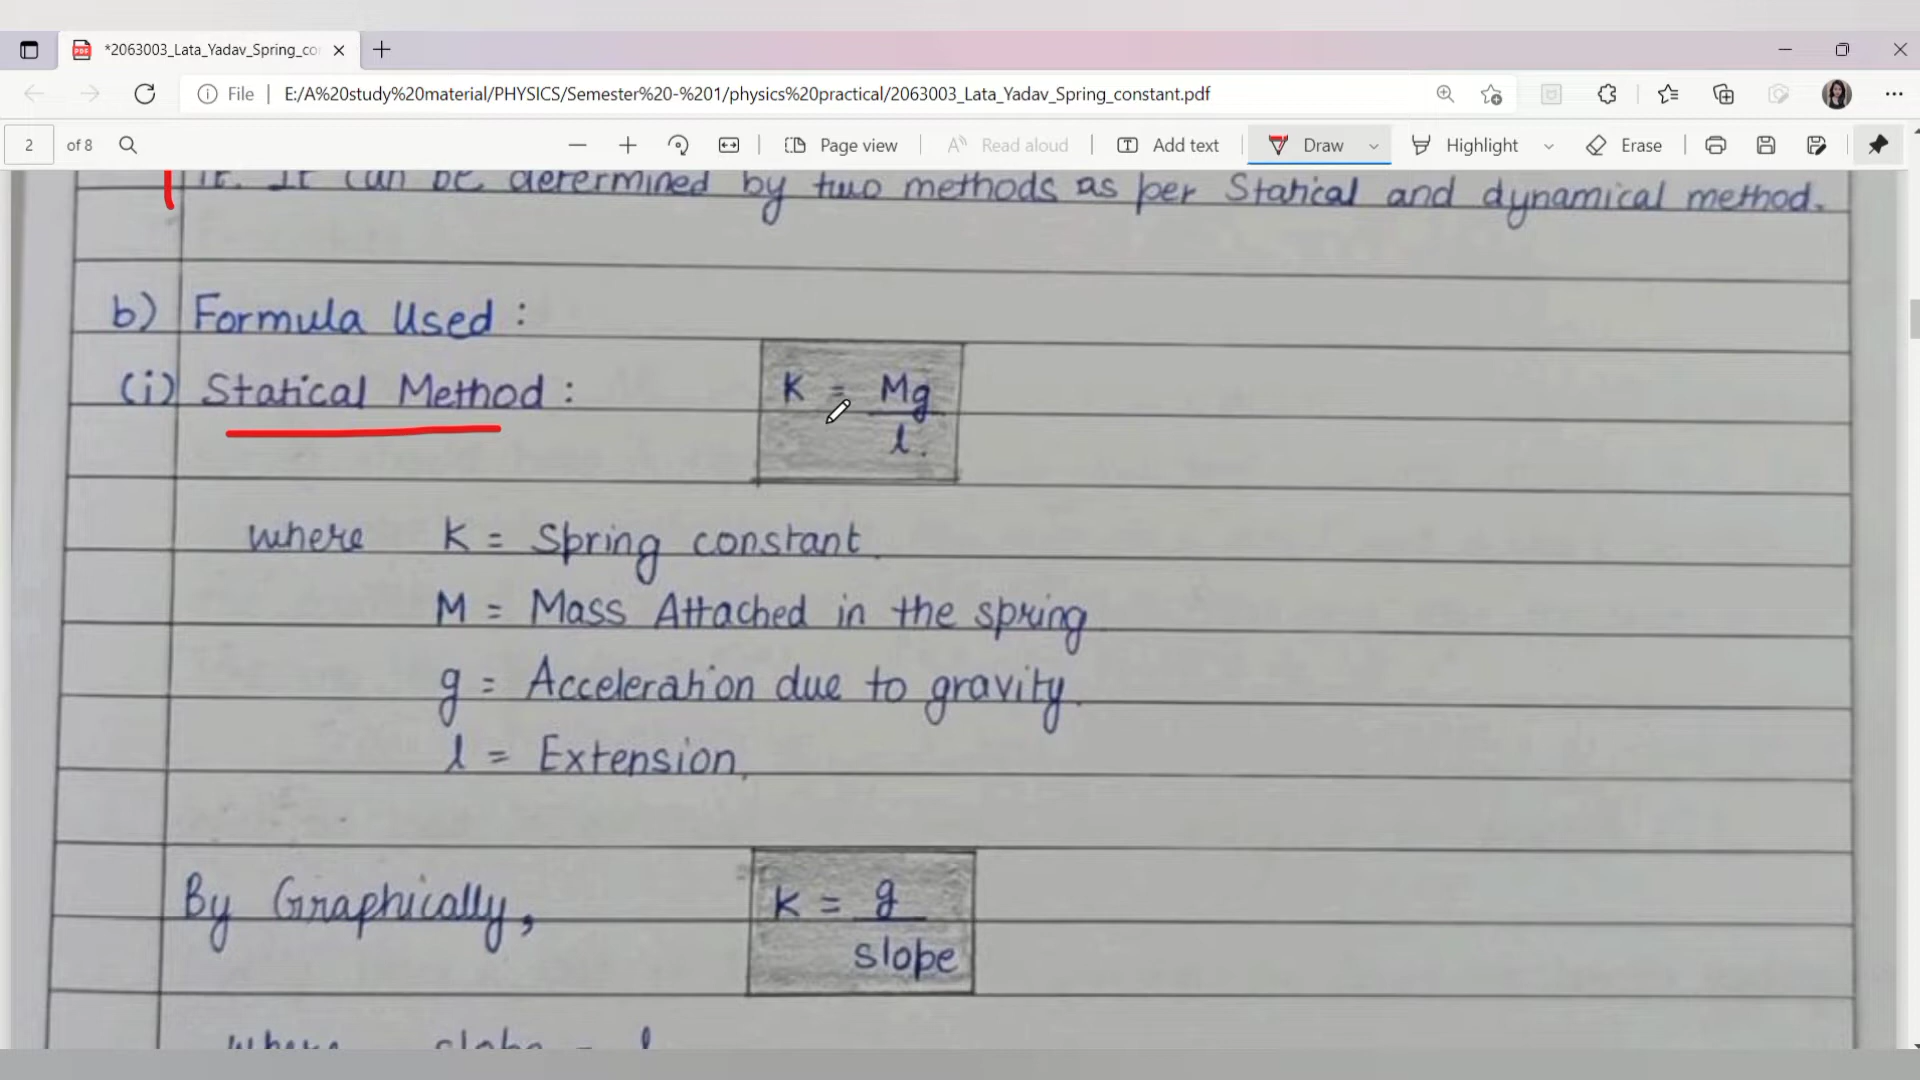 *2063003_Lata_Yadav_Spring_co
File
E:/A%20study%20material/PHYSICS/Semester%20-%201/physics%20practical/2063003_Lata_Yadav_Spring_constant.pdf
2 of 8
Page view
Read aloud
Add text
Draw
Highlight
Erase
it. It can be determined by two methods as per Statical and dynamical method.
b) Formula Used :
(i) Statical Method :
K = Mg
l.
where K = Spring constant
M = Mass Attached in the spring
g = Acceleration due to gravity.
l = Extension.
By Graphically,
K = g
slope
where slope = l